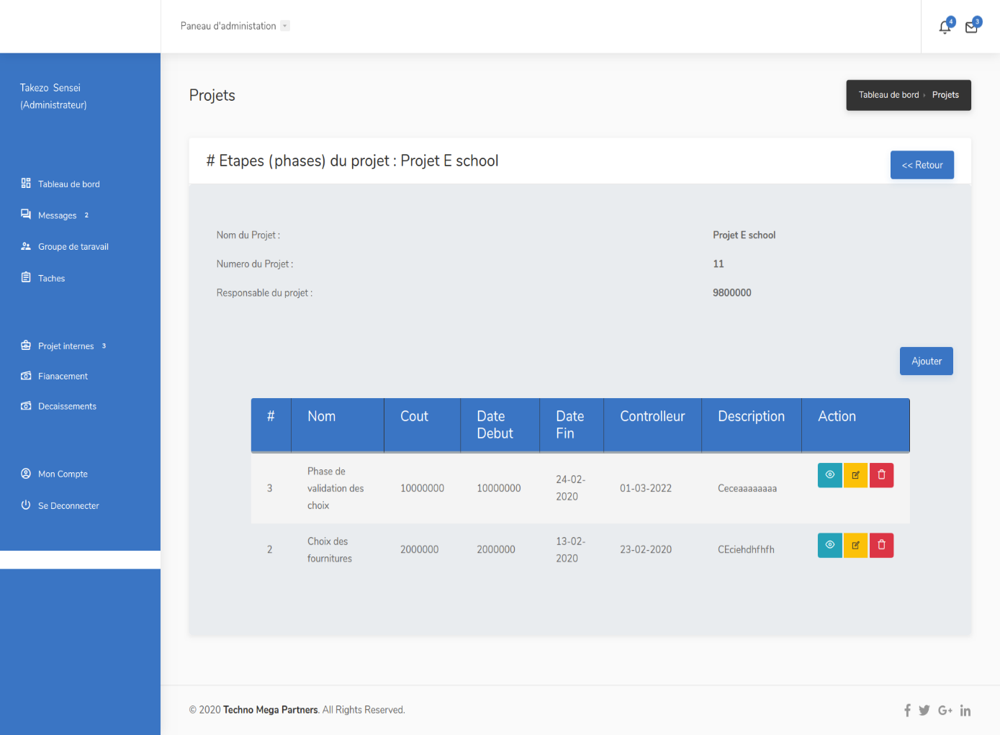 Paneau d'administation
4
3
Takezo Sensei
(Administrateur)
Tableau de bord
Messages 2
Groupe de taravail
Taches
Projet internes 3
Fianacement
Decaissements
Mon Compte
Se Deconnecter
Projets
Tableau de bord › Projets
# Etapes (phases) du projet : Projet E school
<< Retour
Nom du Projet : Projet E school
Numero du Projet : 11
Responsable du projet : 9800000
Ajouter
# Nom Cout Date Debut Date Fin Controlleur Description Action
3 Phase de validation des choix 10000000 10000000 24-02-2020 01-03-2022 Ceceaaaaaaaa
2 Choix des fournitures 2000000 2000000 13-02-2020 23-02-2020 CEciehdhfhfh
© 2020 Techno Mega Partners. All Rights Reserved.